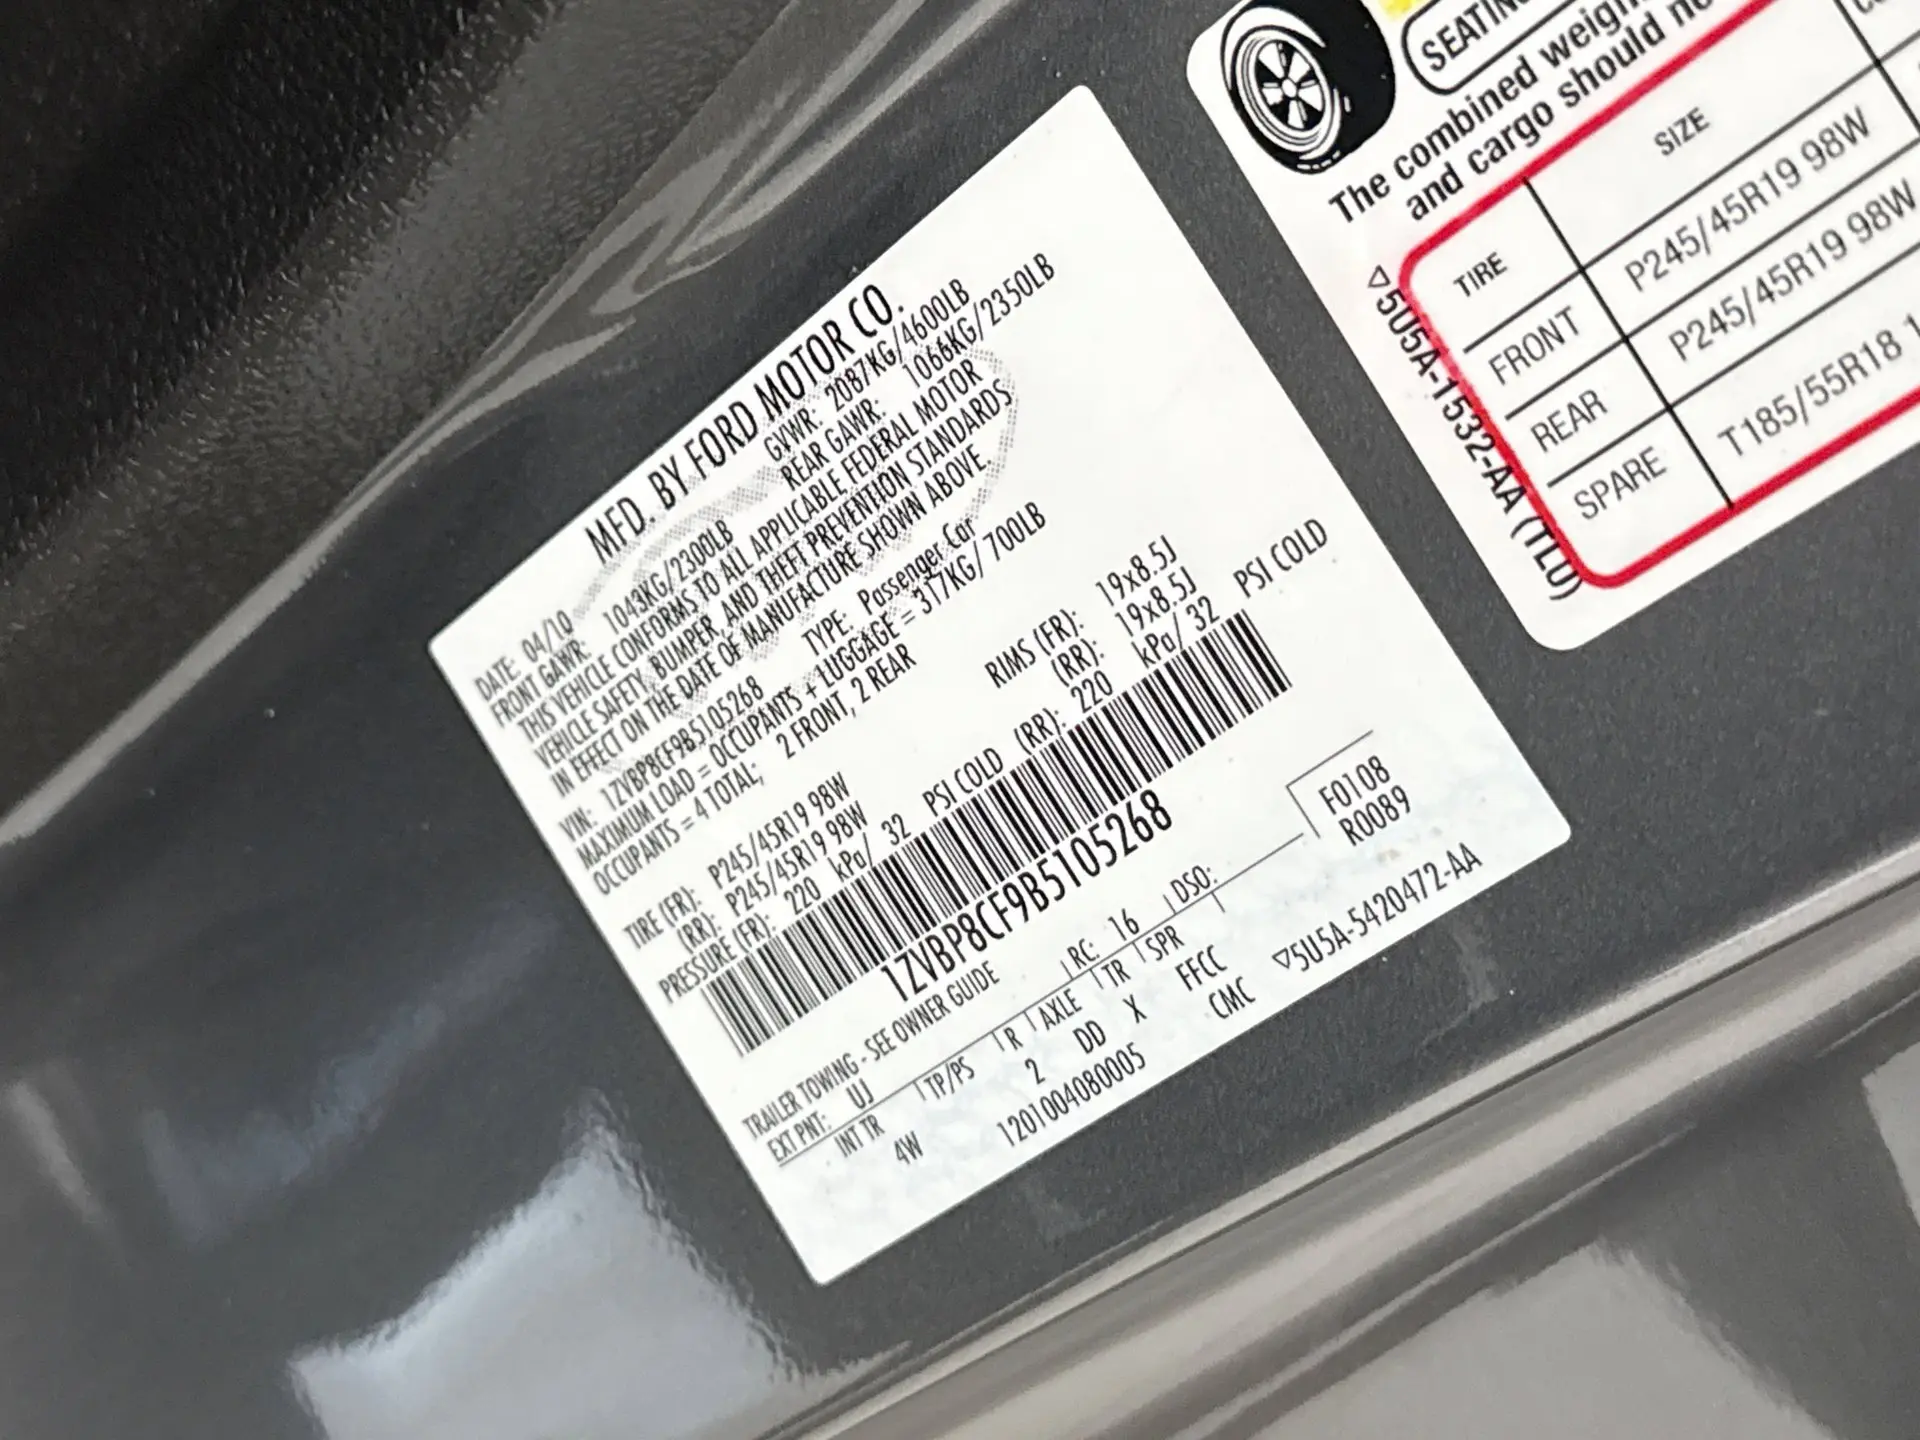 MFD. BY FORD MOTOR CO.
DATE: 04/10 GVWR: 2087KG/4600LB
FRONT GAWR: 1043KG/2300LB REAR GAWR: 1066KG/2350LB
THIS VEHICLE CONFORMS TO ALL APPLICABLE FEDERAL MOTOR
VEHICLE SAFETY, BUMPER, AND THEFT PREVENTION STANDARDS
IN EFFECT ON THE DATE OF MANUFACTURE SHOWN ABOVE
VIN: 1ZVBP8CF9B5105268 TYPE: Passenger Car
MAXIMUM LOAD = OCCUPANTS + LUGGAGE = 317KG/ 700LB
OCCUPANTS = 4 TOTAL; 2 FRONT, 2 REAR
TIRE (FR): P245/45R19 98W RIMS (FR): 19x8.5J
(RR): P245/45R19 98W (RR): 19x8.5J
PRESSURE (FR): 220 kPa/ 32 PSI COLD (RR): 220 kPa/ 32 PSI COLD
1ZVBP8CF9B5105268
TRAILER TOWING - SEE OWNER GUIDE
F0108
R0089
EXT PNT: UJ RC: 16 DSO:
INT TR TP/PS R AXLE TR SPR
4W 2 DD X FFCC
CMC
1201004080005
▽5U5A-5420472-AA
SEATIN
The combined weigh
and cargo should ne
TIRE SIZE
FRONT P245/45R19 98W
REAR P245/45R19 98W
SPARE T185/55R18 1
▽5U5A-1532-AA (TLU)